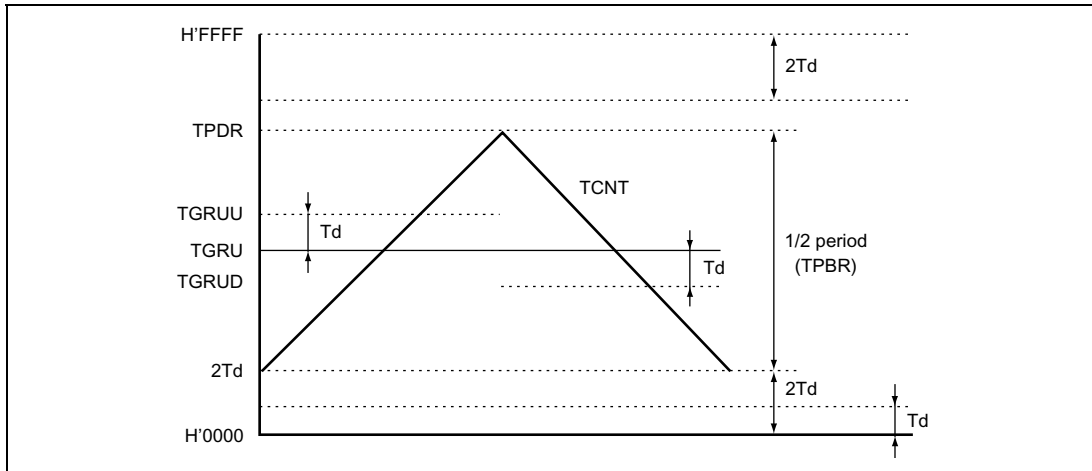 H'FFFF
2Td
TPDR
TCNT
TGRUU
Td
TGRU
1/2 period
(TPBR)
Td
TGRUD
2Td
2Td
Td
H'0000